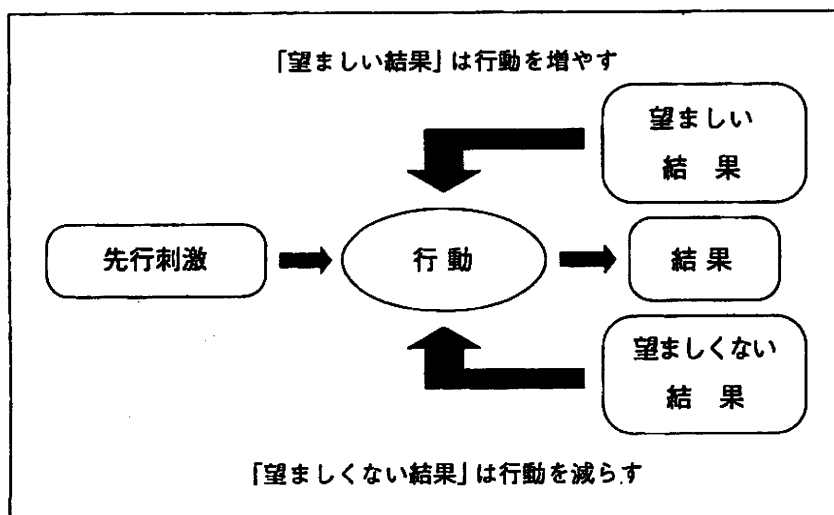 「望ましい結果」は行動を増やす
望ましい
結 果
先行刺激
行 動
結 果
望ましくない
結 果
「望ましくない結果」は行動を減らす